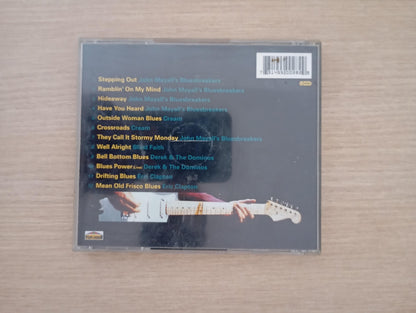 Stepping Out John Mayall's Bluesbreakers
Ramblin' On My Mind John Mayall's Bluesbreakers
Hideaway John Mayall's Bluesbreakers
Have You Heard John Mayall's Bluesbreakers
Outside Woman Blues Cream
Crossroads Cream
They Call It Stormy Monday John Mayall's Bluesbreakers
Well Alright Blind Faith
Bell Bottom Blues Derek & The Dominos
Blues Power (Live) Derek & The Dominos
Drifting Blues Eric Clapton
Mean Old Frisco Blues Eric Clapton